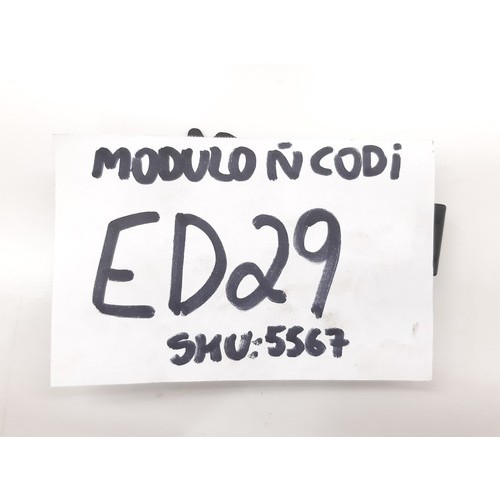 MODULO Ñ CODi
ED29
SKU: 5567